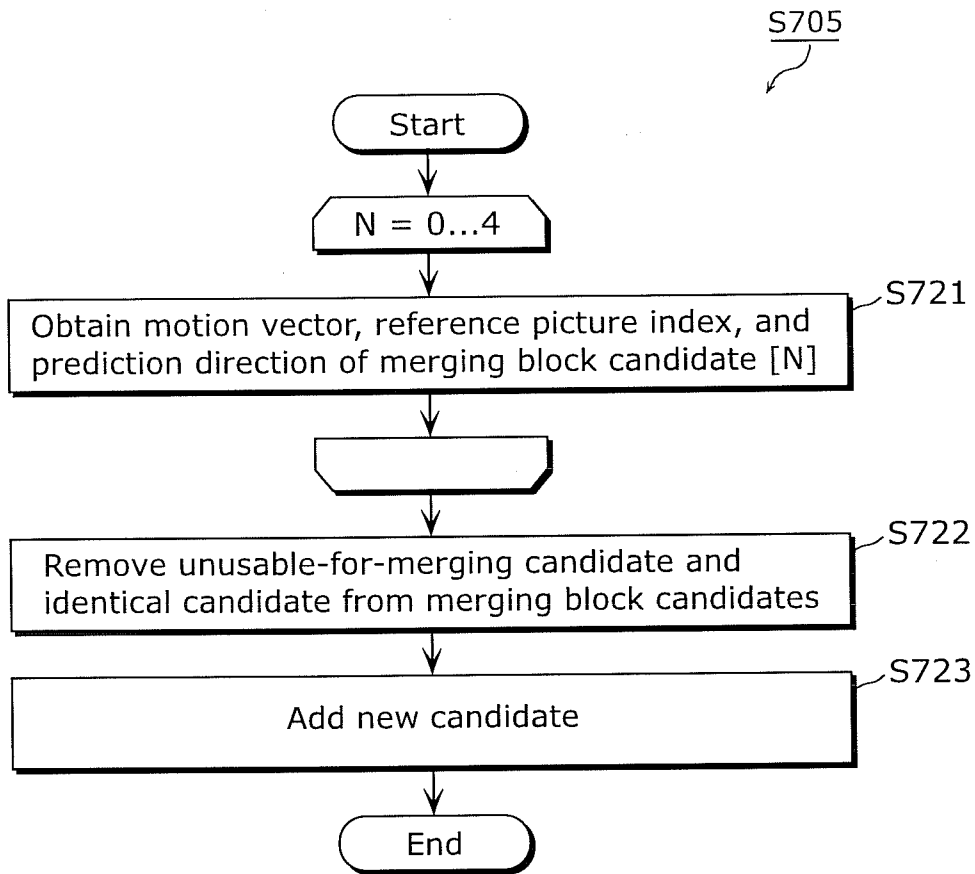 S705
Start
N = 0...4
S721
Obtain motion vector, reference picture index, and
prediction direction of merging block candidate [N]
S722
Remove unusable-for-merging candidate and
identical candidate from merging block candidates
S723
Add new candidate
End